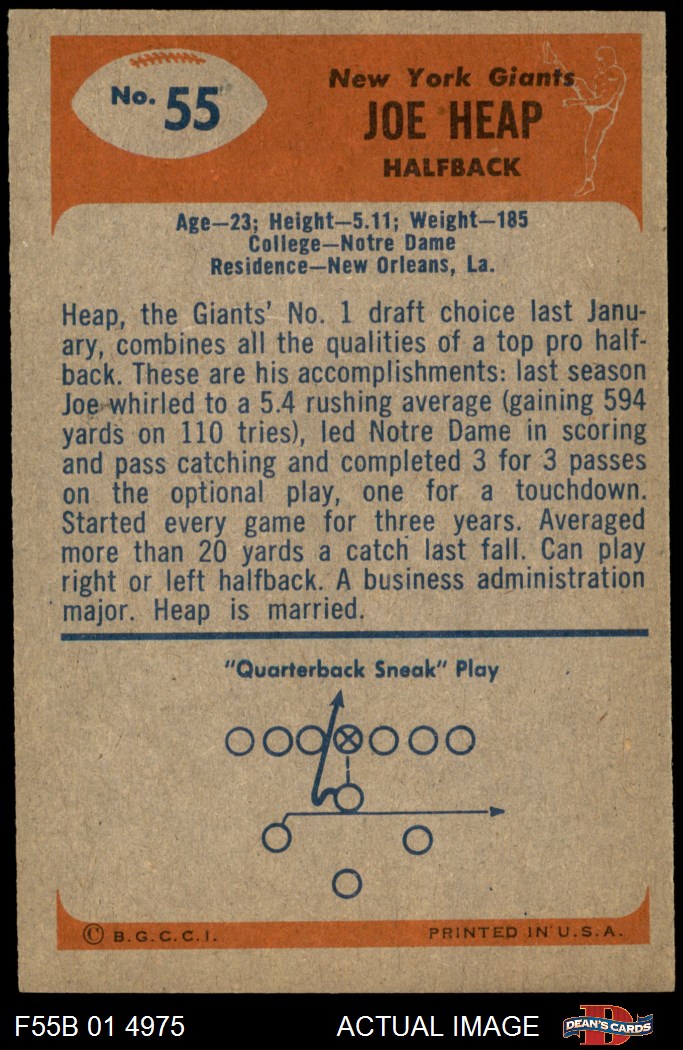 No. 55
New York Giants
JOE HEAP
HALFBACK
Age—23; Height—5.11; Weight—185
College—Notre Dame
Residence—New Orleans, La.
Heap, the Giants' No. 1 draft choice last Janu-
ary, combines all the qualities of a top pro half-
back. These are his accomplishments: last season
Joe whirled to a 5.4 rushing average (gaining 594
yards on 110 tries), led Notre Dame in scoring
and pass catching and completed 3 for 3 passes
on the optional play, one for a touchdown.
Started every game for three years. Averaged
more than 20 yards a catch last fall. Can play
right or left halfback. A business administration
major. Heap is married.
"Quarterback Sneak" Play
© B.G.C.C.I. PRINTED IN U.S.A.
F55B 01 4975 ACTUAL IMAGE D DEAN'S CARDS